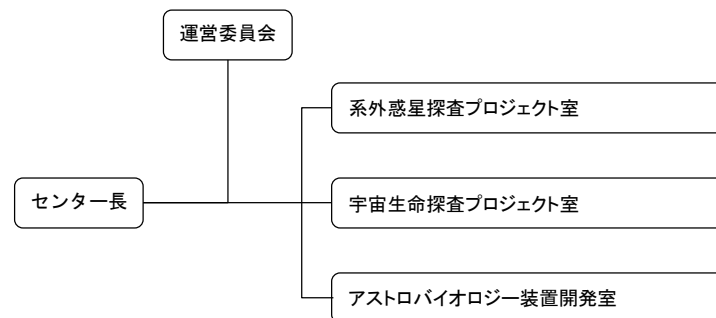 運営委員会
系外惑星探査プロジェクト室
センター長
宇宙生命探査プロジェクト室
アストロバイオロジー装置開発室